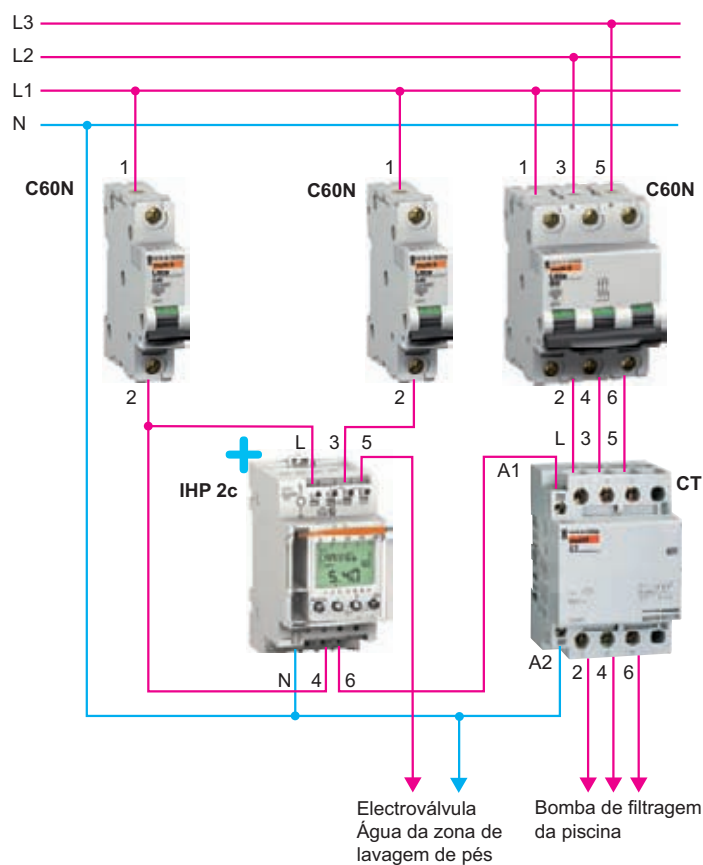 L3
L2
L1
N
1
1
1 3 5
C60N
C60N
C60N
2
2
2 4 6
L 3 5
L 3 5
A1
CT
IHP 2c
5.40
A2
N 4 6
2 4 6
Electroválvula
Água da zona de
lavagem de pés
Bomba de filtragem
da piscina